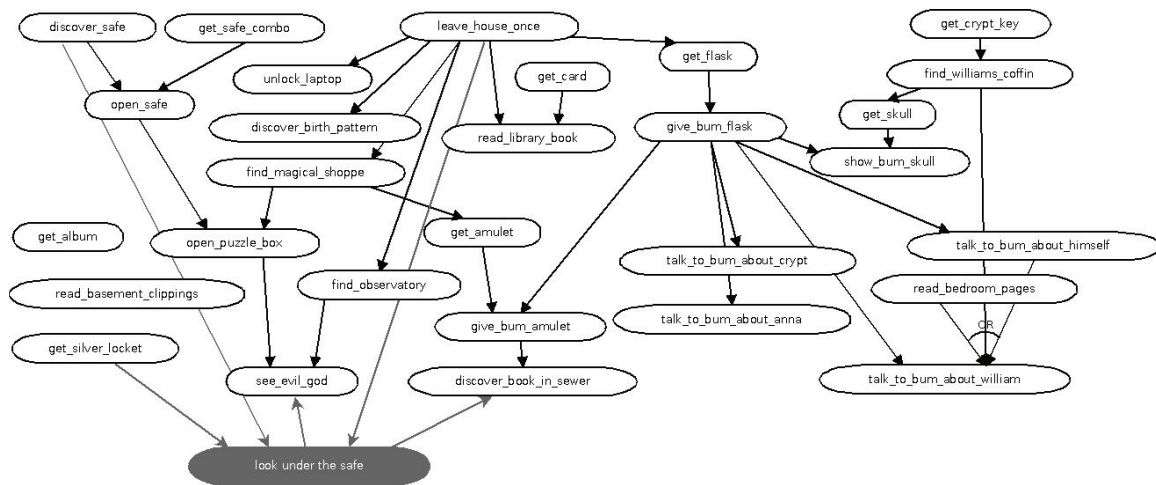 discover_safe
get_safe_combo
leave_house_once
get_crypt_key
get_flask
unlock_laptop
get_card
find_williams_coffin
open_safe
get_skull
discover_birth_pattern
read_library_book
give_bum_flask
show_bum_skull
find_magical_shoppe
get_album
open_puzzle_box
get_amulet
talk_to_bum_about_himself
talk_to_bum_about_crypt
read_basement_clippings
find_observatory
read_bedroom_pages
talk_to_bum_about_anna
give_bum_amulet
OR
get_silver_locket
see_evil_god
discover_book_in_sewer
talk_to_bum_about_william
look under the safe